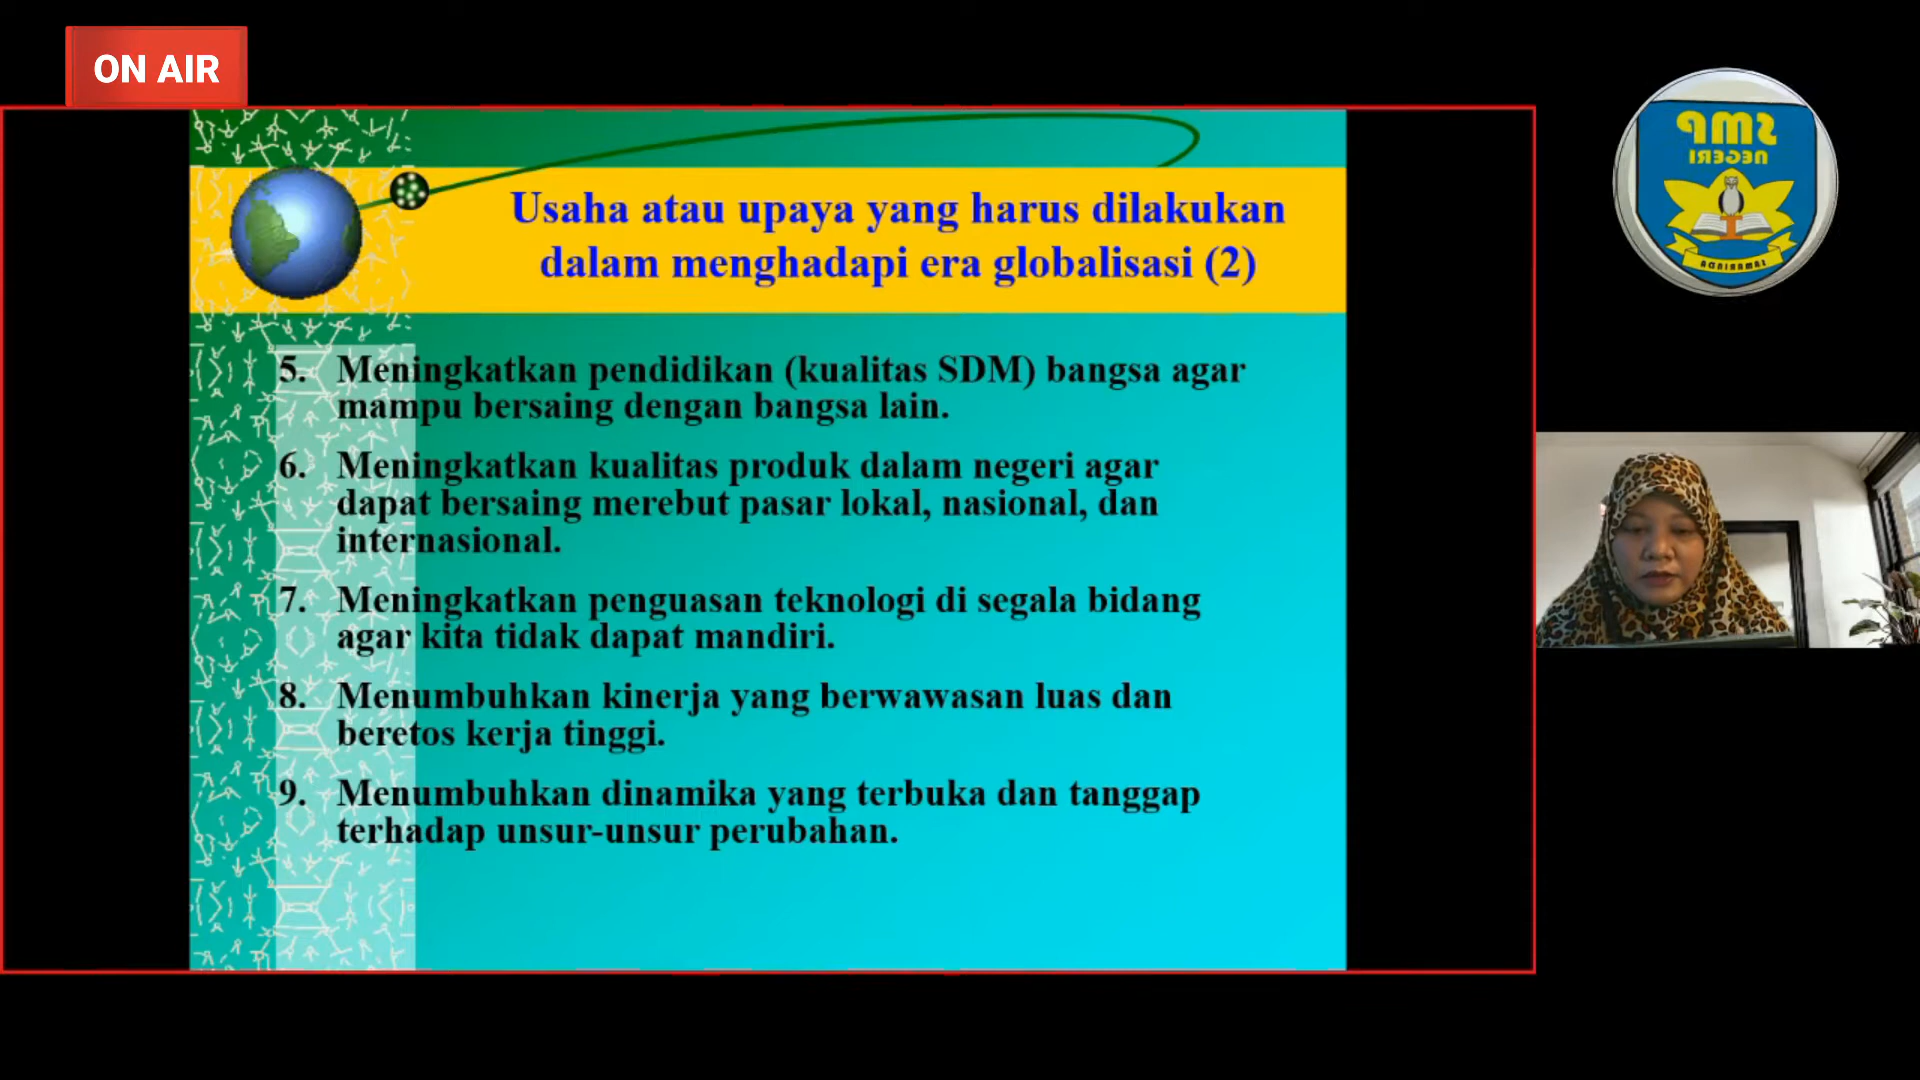 ON AIR
Usaha atau upaya yang harus dilakukan
dalam menghadapi era globalisasi (2)
5. Meningkatkan pendidikan (kualitas SDM) bangsa agar
mampu bersaing dengan bangsa lain.
6. Meningkatkan kualitas produk dalam negeri agar
dapat bersaing merebut pasar lokal, nasional, dan
internasional.
7. Meningkatkan penguasan teknologi di segala bidang
agar kita tidak dapat mandiri.
8. Menumbuhkan kinerja yang berwawasan luas dan
beretos kerja tinggi.
9. Menumbuhkan dinamika yang terbuka dan tanggap
terhadap unsur-unsur perubahan.
SMP
NEGERI
1
SAMARINDA